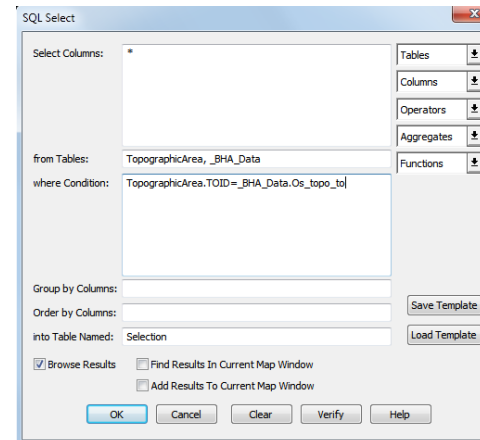 SQL Select
Select Columns: *
Tables
Columns
Operators
Aggregates
from Tables: TopographicArea, _BHA_Data
Functions
where Condition: TopographicArea.TOID=_BHA_Data.Os_topo_to
Group by Columns:
Order by Columns:
Save Template
into Table Named: Selection
Load Template
Browse Results Find Results In Current Map Window
Add Results To Current Map Window
OK Cancel Clear Verify Help